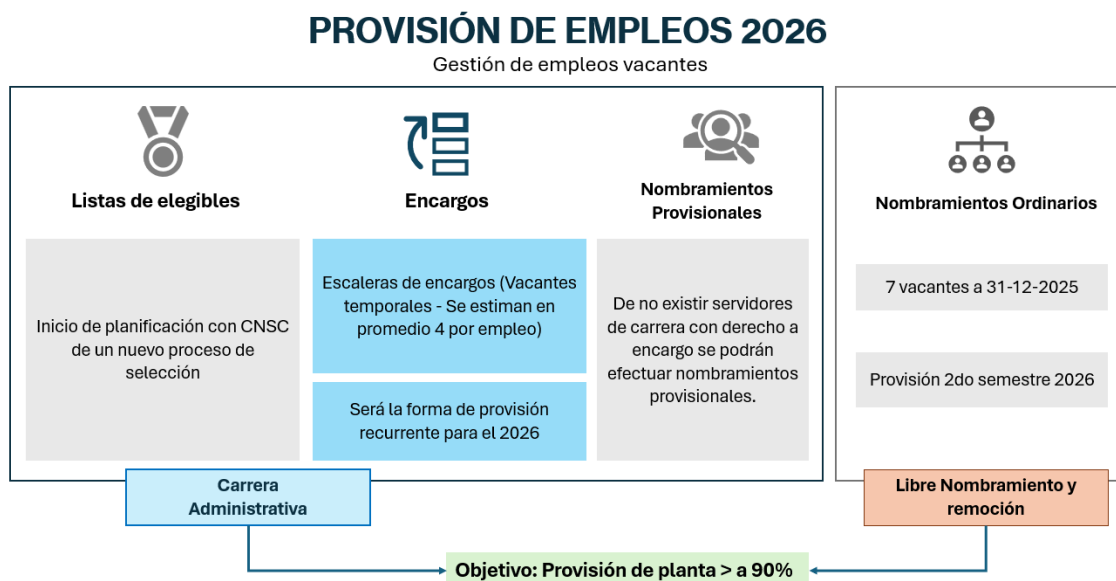 PROVISIÓN DE EMPLEOS 2026
Gestión de empleos vacantes
Listas de elegibles
Inicio de planificación con CNSC
de un nuevo proceso de
selección
Encargos
Escaleras de encargos (Vacantes
temporales - Se estiman en
promedio 4 por empleo)
Será la forma de provisión
recurrente para el 2026
Nombramientos
Provisionales
De no existir servidores
de carrera con derecho a
encargo se podrán
efectuar nombramientos
provisionales.
Carrera
Administrativa
Nombramientos Ordinarios
7 vacantes a 31-12-2025
Provisión 2do semestre 2026
Libre Nombramiento y
remoción
Objetivo: Provisión de planta > a 90%